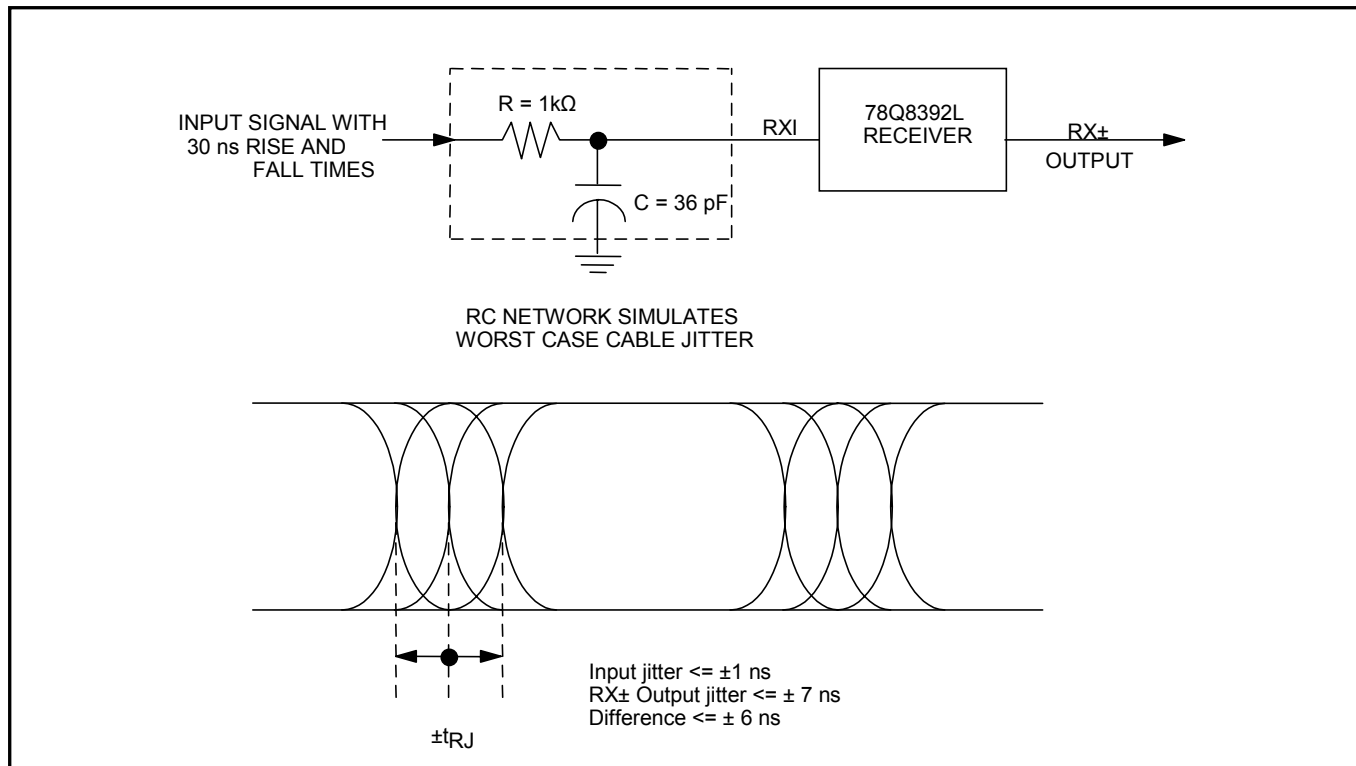 INPUT SIGNAL WITH
30 ns RISE AND
FALL TIMES
R = 1kΩ
C = 36 pF
RXI
78Q8392L
RECEIVER
RX±
OUTPUT
RC NETWORK SIMULATES
WORST CASE CABLE JITTER
±tRJ
Input jitter <= ±1 ns
RX± Output jitter <= ± 7 ns
Difference <= ± 6 ns